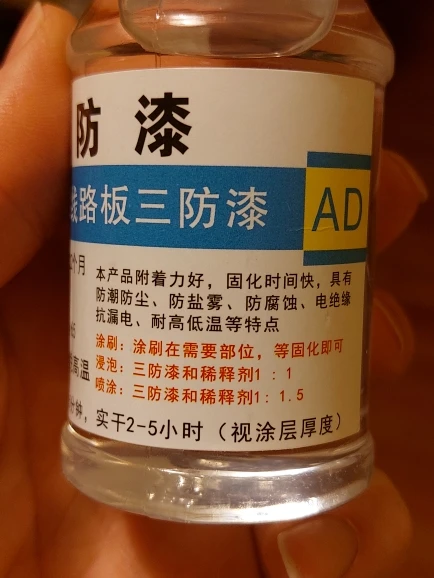 防 漆
线路板三防漆
AD
个月
本产品附着力好，固化时间快，具有
防潮防尘、防盐雾、防腐蚀、电绝缘
抗漏电、耐高低温等特点
涂刷：涂刷在需要部位，等固化即可
浸泡：三防漆和稀释剂1：1
高温
喷涂：三防漆和稀释剂1：1.5
分钟，实干2-5小时（视涂层厚度）